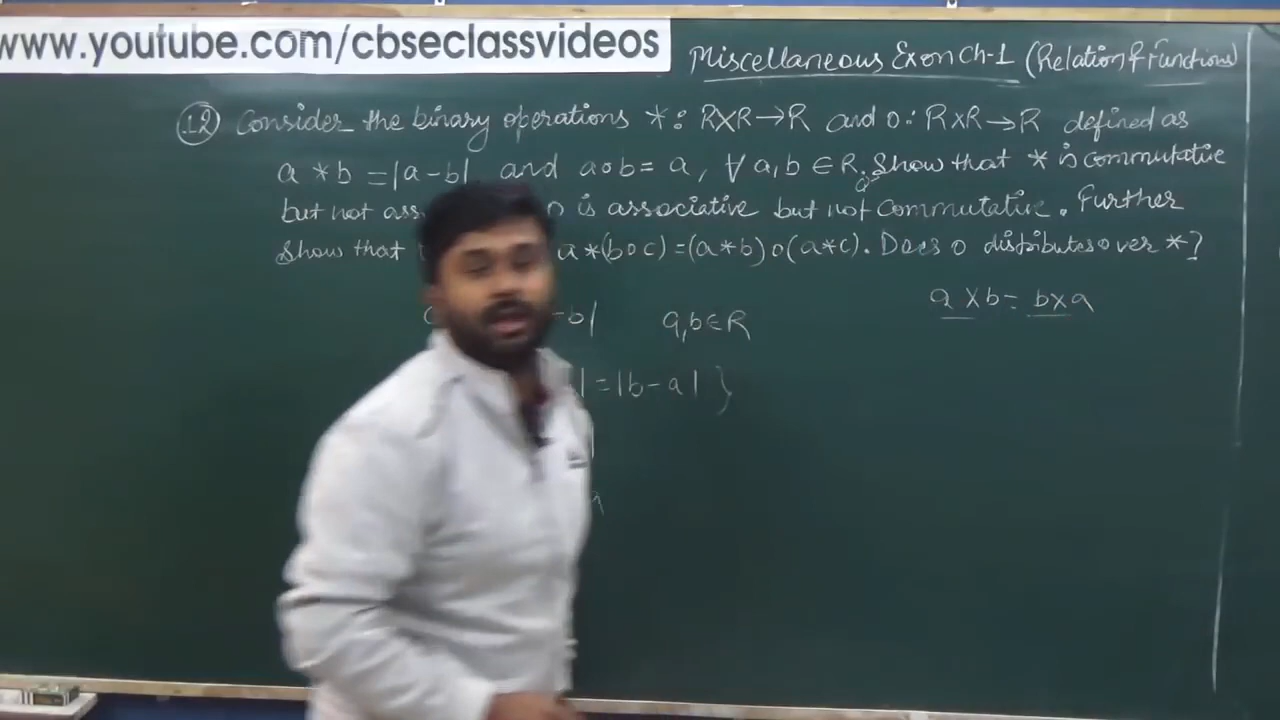 www.youtube.com/cbseclassvideos
Miscellaneous Ex on Ch-1 (Relation & Functions)
12 Consider the binary operations *: RXR→R and o: RXR→R defined as
a * b = |a-b| and aob = a, ∀ a,b ∈ R. Show that * is commutative
but not ass o is associative but not commutative. Further
Show that a*(boc) = (a*b)o(a*c). Does o distributes over *?
a X b = b x a
-b| a,b ∈ R
| = |b-a| }